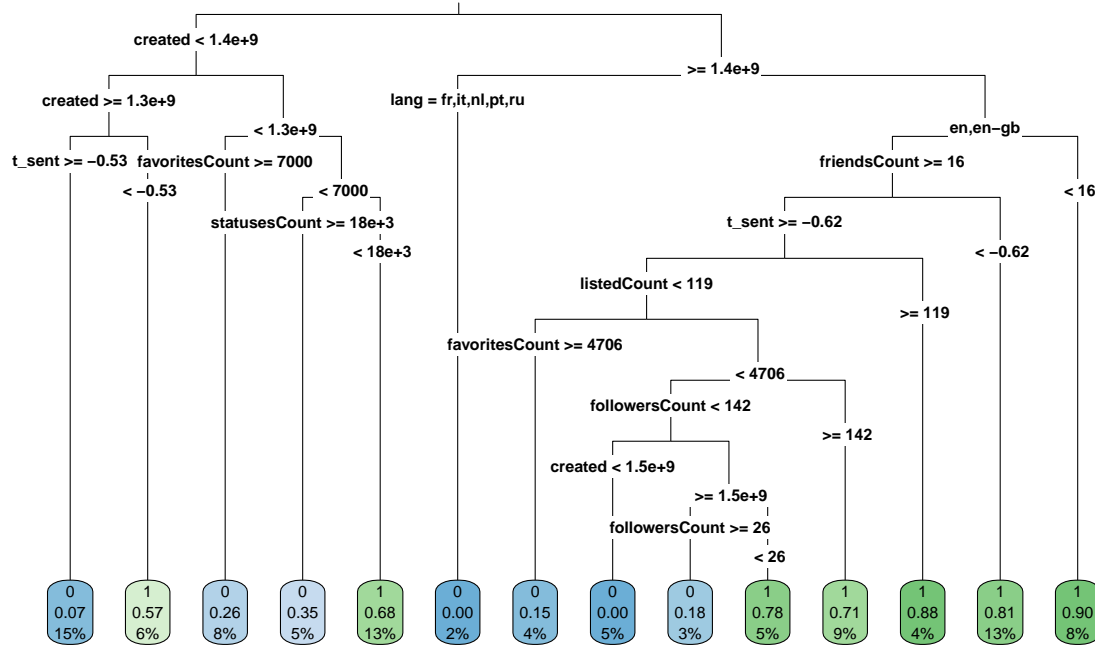 created < 1.4e+9
>= 1.4e+9
created >= 1.3e+9
lang = fr,it,nl,pt,ru
< 1.3e+9
en,en−gb
t_sent >= −0.53
favoritesCount >= 7000
friendsCount >= 16
< −0.53
< 7000
< 16
statusesCount >= 18e+3
t_sent >= −0.62
< 18e+3
< −0.62
listedCount < 119
>= 119
favoritesCount >= 4706
< 4706
followersCount < 142
>= 142
created < 1.5e+9
>= 1.5e+9
followersCount >= 26
< 26
0 1 0 0 1 0 0 0 0 1 1 1 1 1
0.07 0.57 0.26 0.35 0.68 0.00 0.15 0.00 0.18 0.78 0.71 0.88 0.81 0.90
15% 6% 8% 5% 13% 2% 4% 5% 3% 5% 9% 4% 13% 8%